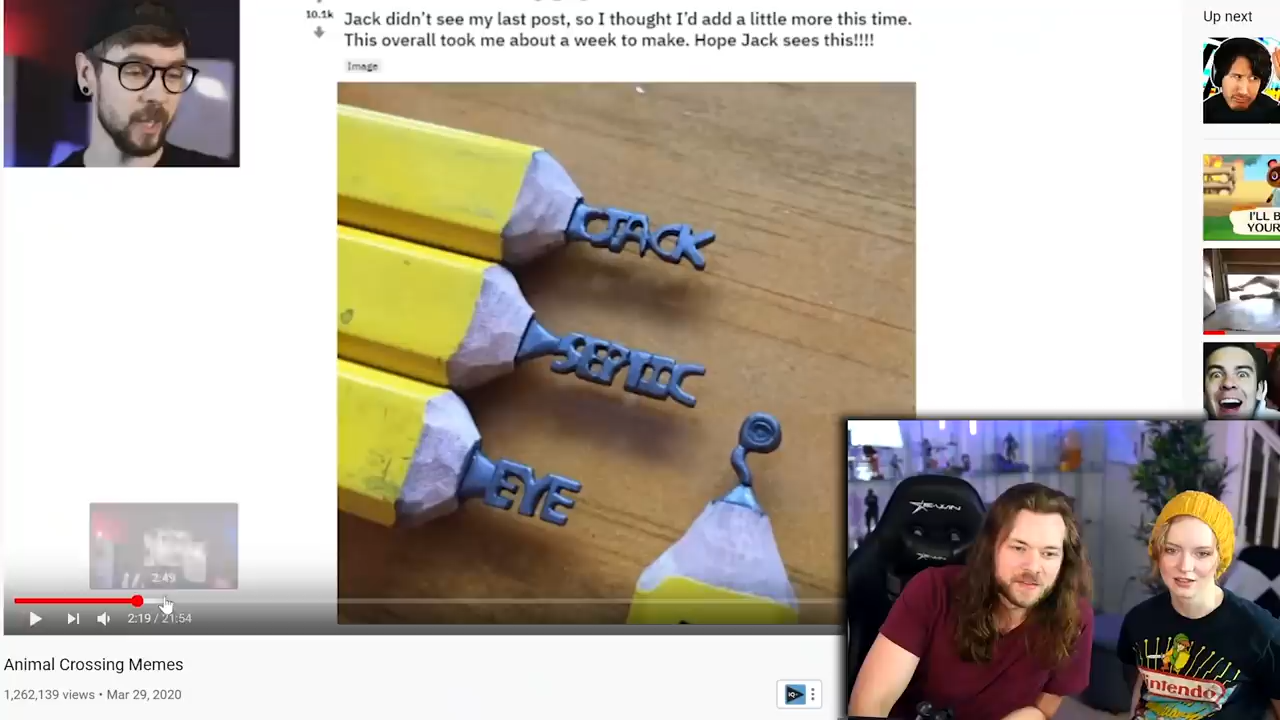 10.1k
Jack didn't see my last post, so I thought I'd add a little more this time.
This overall took me about a week to make. Hope Jack sees this!!!!
Image
JACK
SEPTIC
EYE
2:49
2:19 / 21:54
Animal Crossing Memes
1,262,139 views • Mar 29, 2020
Up next
I'LL B
YOUR
Nintendo